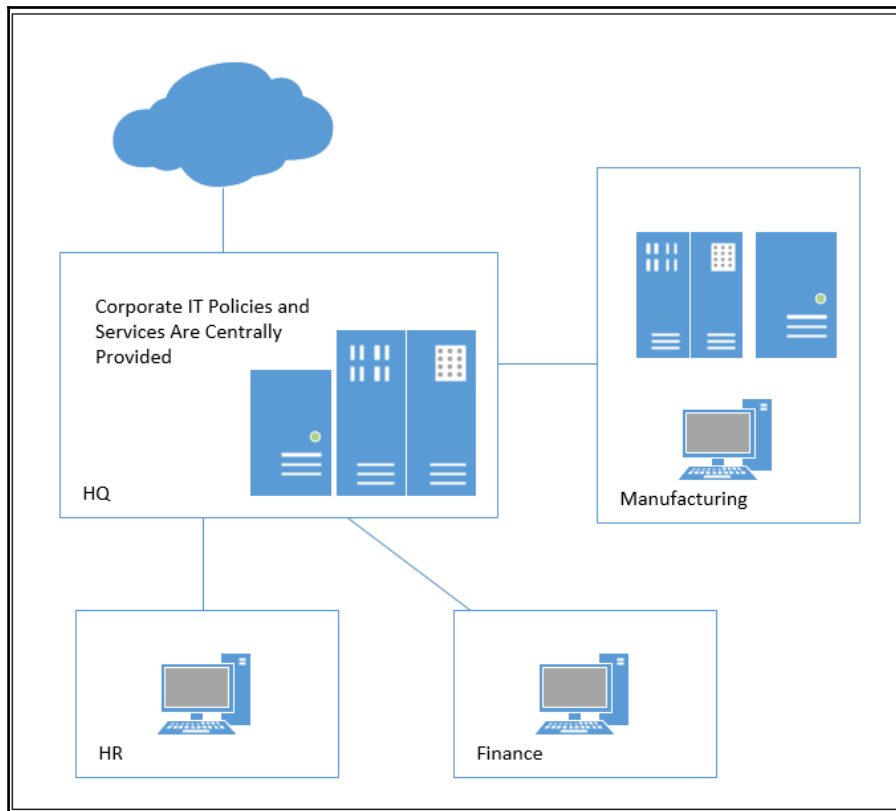 Corporate IT Policies and
Services Are Centrally
Provided
HQ
Manufacturing
HR
Finance